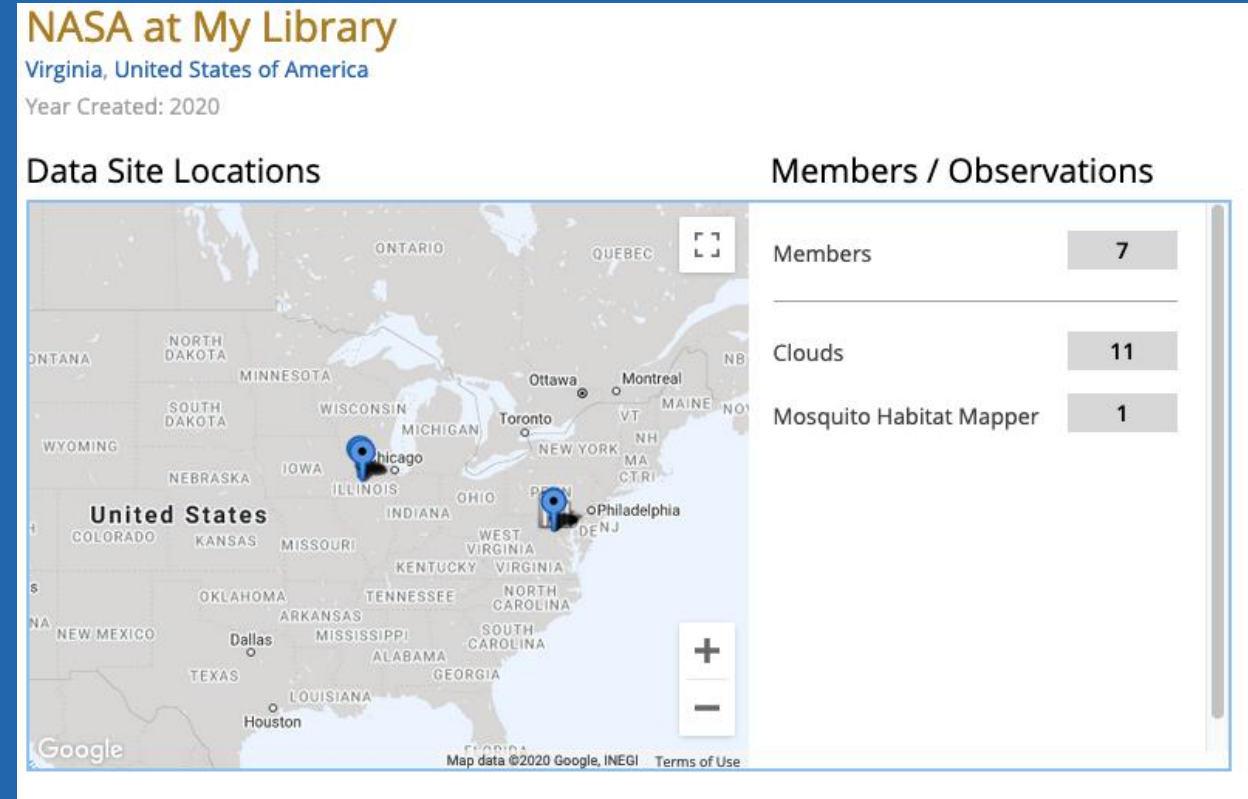 NASA at My Library
Virginia, United States of America
Year Created: 2020
Data Site Locations
Members / Observations
ONTARIO
QUEBEC
Members 7
NORTH
DAKOTA
MINNESOTA
NB
Clouds 11
Ottawa
Montreal
SOUTH
DAKOTA
WISCONSIN
MICHIGAN
Toronto
VT
MAINE
Mosquito Habitat Mapper 1
WYOMING
NEW YORK
NH
MA
CT RI
IOWA
NEBRASKA
ILLINOIS
OHIO
Philadelphia
United States
INDIANA
DE NJ
COLORADO
KANSAS
MISSOURI
WEST
VIRGINIA
KENTUCKY
VIRGINIA
OKLAHOMA
TENNESSEE
NORTH
CAROLINA
ARKANSAS
NEW MEXICO
Dallas
MISSISSIPPI
SOUTH
CAROLINA
ALABAMA
TEXAS
GEORGIA
LOUISIANA
Houston
Google
Map data ©2020 Google, INEGI Terms of Use